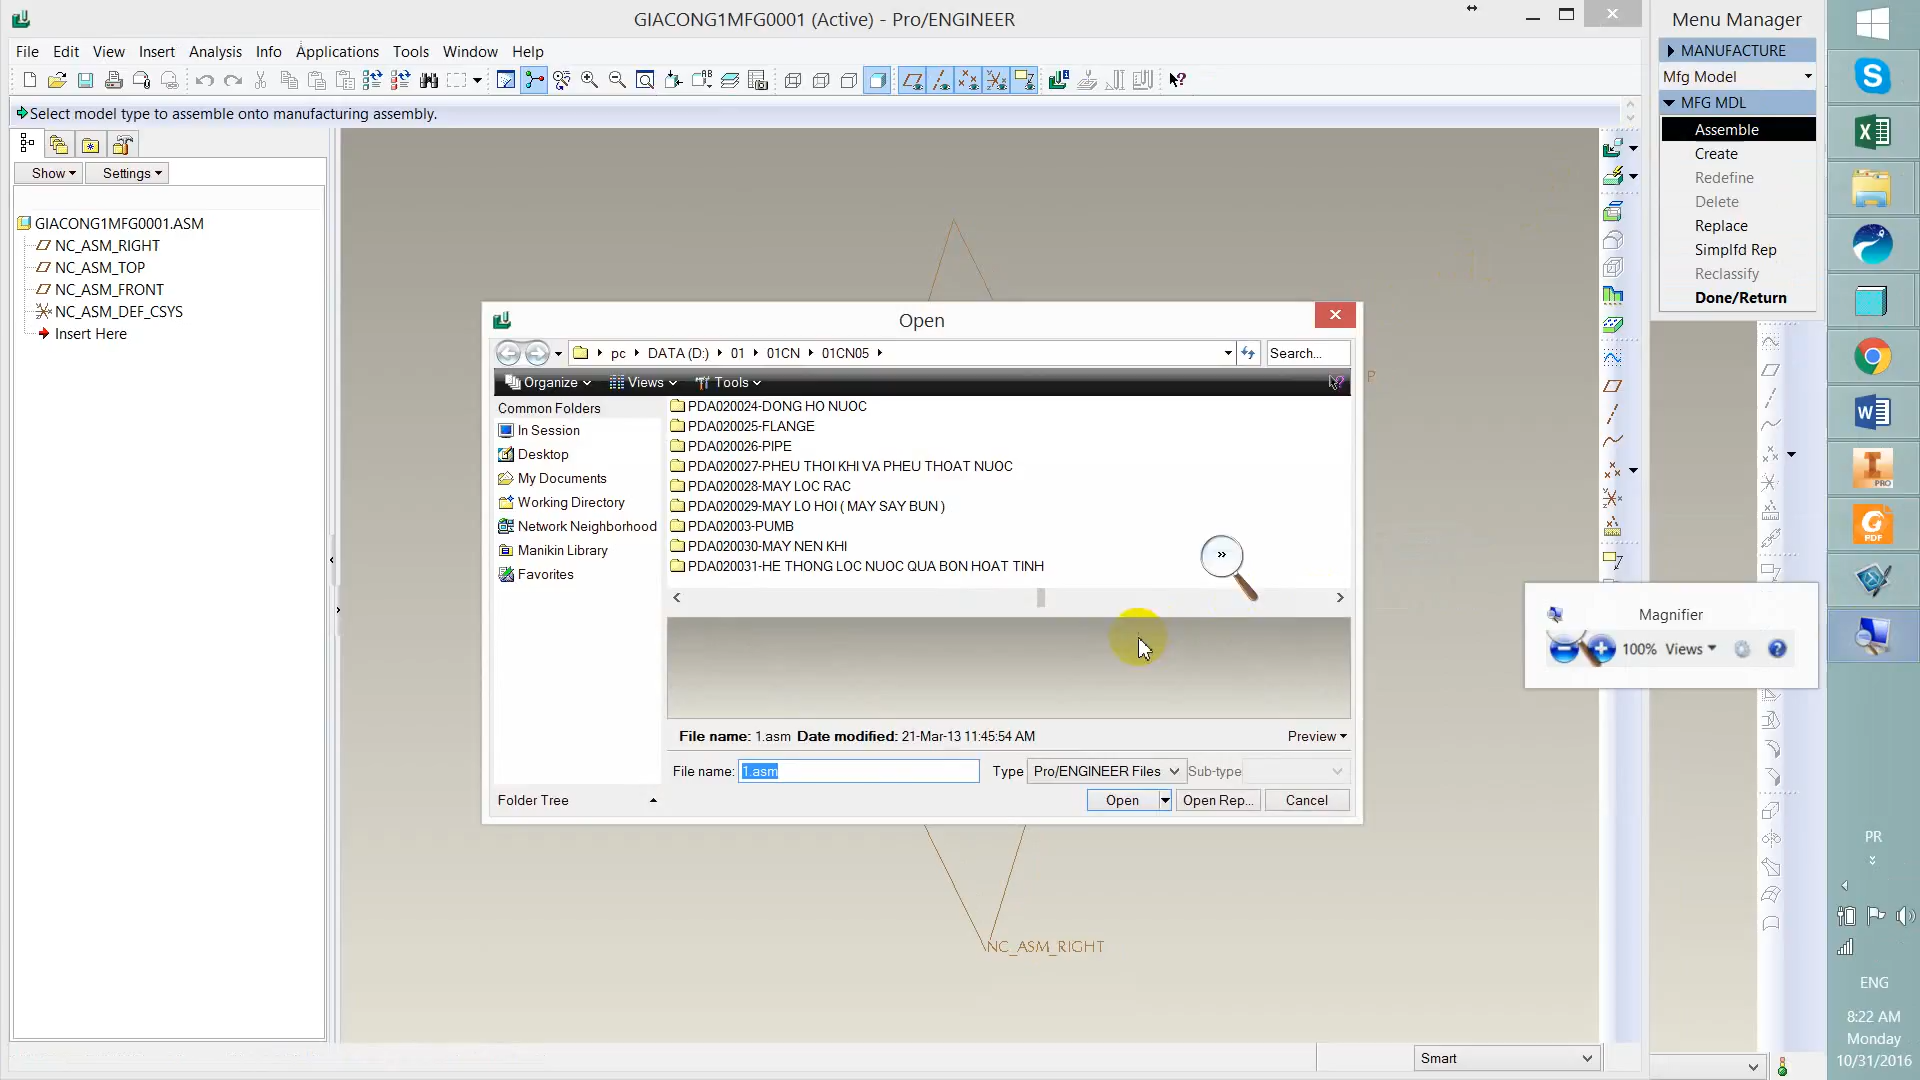 GIACONG1MFG0001 (Active) - Pro/ENGINEER
File Edit View Insert Analysis Info Applications Tools Window Help
Select model type to assemble onto manufacturing assembly.
Show Settings
GIACONG1MFG0001.ASM
NC_ASM_RIGHT
NC_ASM_TOP
NC_ASM_FRONT
NC_ASM_DEF_CSYS
Insert Here
Open
pc DATA (D:) 01 01CN 01CN05
Search...
Organize Views Tools
Common Folders
In Session
Desktop
My Documents
Working Directory
Network Neighborhood
Manikin Library
Favorites
PDA020024-DONG HO NUOC
PDA020025-FLANGE
PDA020026-PIPE
PDA020027-PHEU THOI KHI VA PHEU THOAT NUOC
PDA020028-MAY LOC RAC
PDA020029-MAY LO HOI ( MAY SAY BUN )
PDA02003-PUMB
PDA020030-MAY NEN KHI
PDA020031-HE THONG LOC NUOC QUA BON HOAT TINH
File name: 1.asm Date modified: 21-Mar-13 11:45:54 AM
Preview
File name: 1.asm
Type Pro/ENGINEER Files
Sub-type
Folder Tree
Open
Open Rep...
Cancel
P
NC_ASM_RIGHT
Smart
Menu Manager
MANUFACTURE
Mfg Model
MFG MDL
Assemble
Create
Redefine
Delete
Replace
Simplfd Rep
Reclassify
Done/Return
Magnifier
100% Views
PRO
PDF
PR
ENG
8:22 AM
Monday
10/31/2016